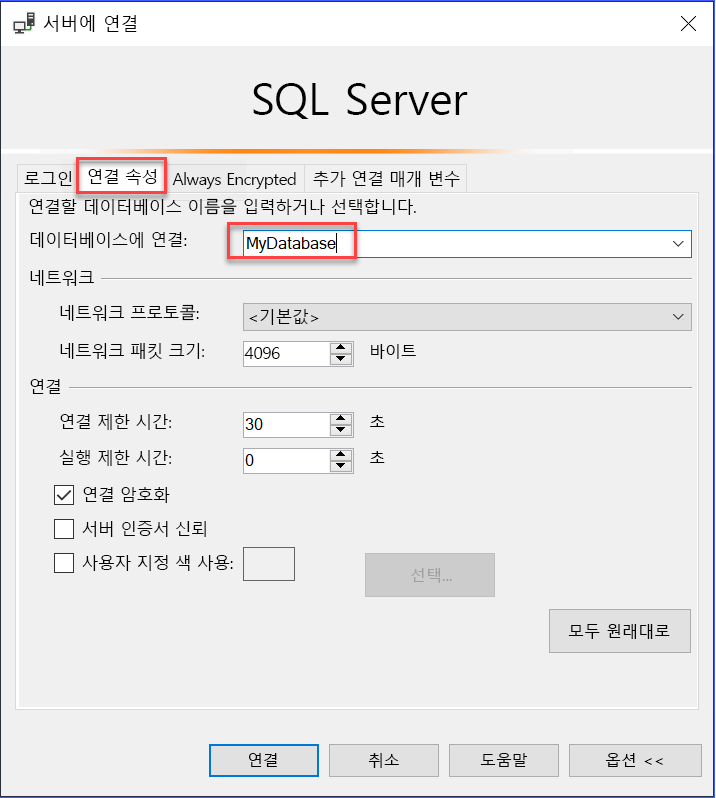 서버에 연결
SQL Server
로그인 연결 속성 Always Encrypted 추가 연결 매개 변수
연결할 데이터베이스 이름을 입력하거나 선택합니다.
데이터베이스에 연결: MyDatabase
네트워크
네트워크 프로토콜: <기본값>
네트워크 패킷 크기: 4096 바이트
연결
연결 제한 시간: 30 초
실행 제한 시간: 0 초
연결 암호화
서버 인증서 신뢰
사용자 지정 색 사용: 선택...
모두 원래대로
연결 취소 도움말 옵션 <<